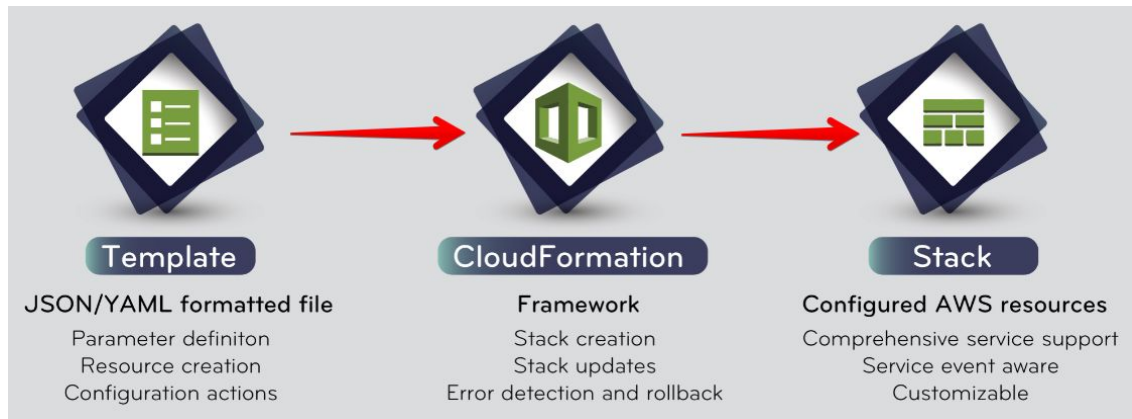 Template
JSON/YAML formatted file
Parameter definiton
Resource creation
Configuration actions
CloudFormation
Framework
Stack creation
Stack updates
Error detection and rollback
Stack
Configured AWS resources
Comprehensive service support
Service event aware
Customizable